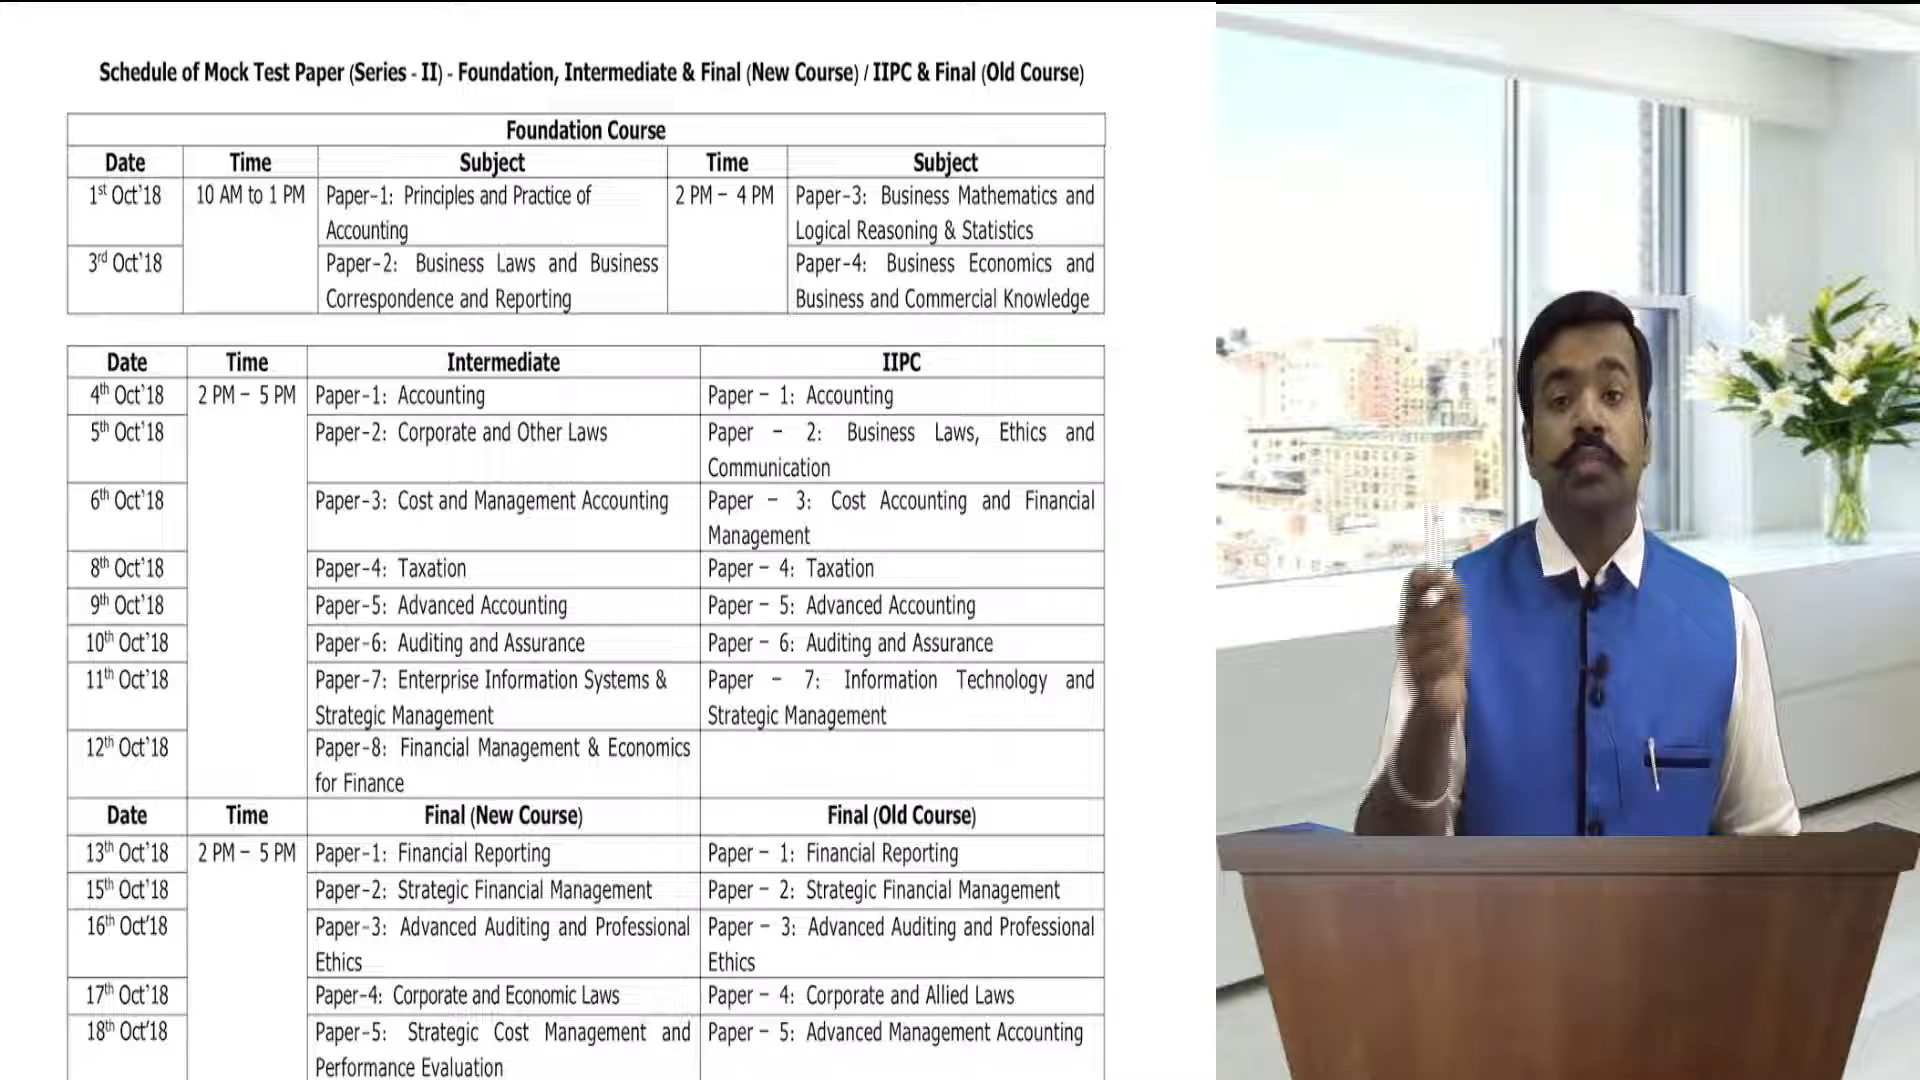 Schedule of Mock Test Paper (Series - II) - Foundation, Intermediate & Final (New Course) / IIPC & Final (Old Course)
Foundation Course
Date Time Subject Time Subject
1st Oct'18 10 AM to 1 PM Paper-1: Principles and Practice of 2 PM – 4 PM Paper-3: Business Mathematics and
Accounting Logical Reasoning & Statistics
3rd Oct'18 Paper-2: Business Laws and Business Paper-4: Business Economics and
Correspondence and Reporting Business and Commercial Knowledge
Date Time Intermediate IIPC
4th Oct'18 2 PM – 5 PM Paper-1: Accounting Paper – 1: Accounting
5th Oct'18 Paper-2: Corporate and Other Laws Paper – 2: Business Laws, Ethics and
Communication
6th Oct'18 Paper-3: Cost and Management Accounting Paper – 3: Cost Accounting and Financial
Management
8th Oct'18 Paper-4: Taxation Paper – 4: Taxation
9th Oct'18 Paper-5: Advanced Accounting Paper – 5: Advanced Accounting
10th Oct'18 Paper-6: Auditing and Assurance Paper – 6: Auditing and Assurance
11th Oct'18 Paper-7: Enterprise Information Systems & Paper – 7: Information Technology and
Strategic Management Strategic Management
12th Oct'18 Paper-8: Financial Management & Economics
for Finance
Date Time Final (New Course) Final (Old Course)
13th Oct'18 2 PM – 5 PM Paper-1: Financial Reporting Paper – 1: Financial Reporting
15th Oct'18 Paper-2: Strategic Financial Management Paper – 2: Strategic Financial Management
16th Oct'18 Paper-3: Advanced Auditing and Professional Paper – 3: Advanced Auditing and Professional
Ethics Ethics
17th Oct'18 Paper-4: Corporate and Economic Laws Paper – 4: Corporate and Allied Laws
18th Oct'18 Paper-5: Strategic Cost Management and Paper – 5: Advanced Management Accounting
Performance Evaluation